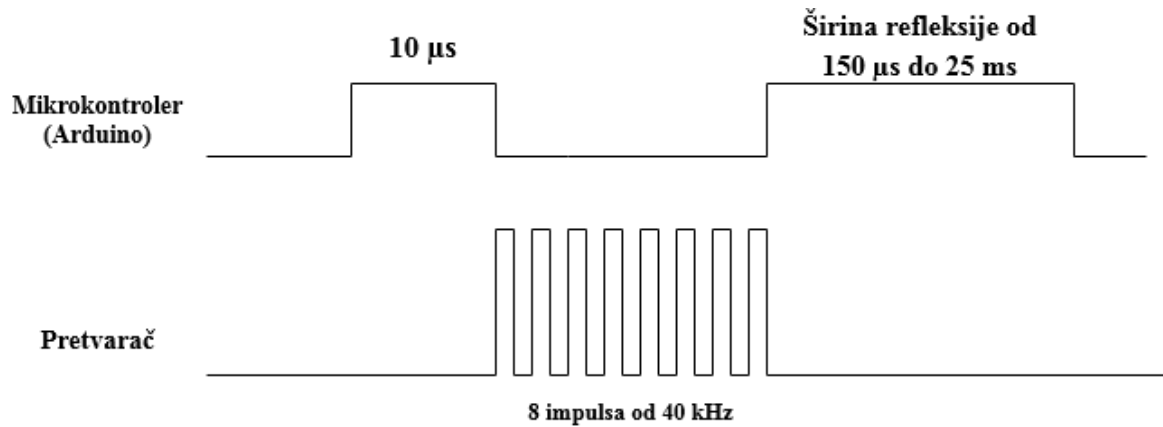 10 µs
Širina refleksije od
150 µs do 25 ms
Mikrokontroler
(Arduino)
Pretvarač
8 impulsa od 40 kHz